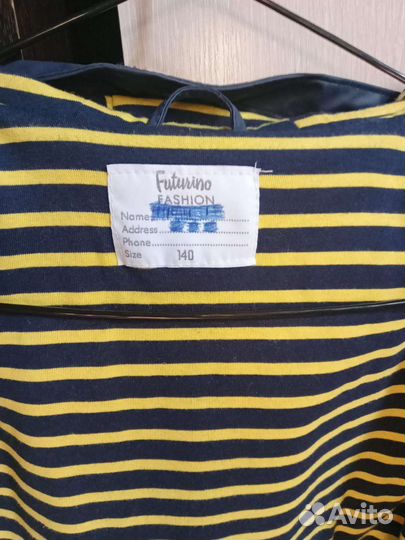 Futurino
FASHION
Name
Address
Phone
Size 140
Avito